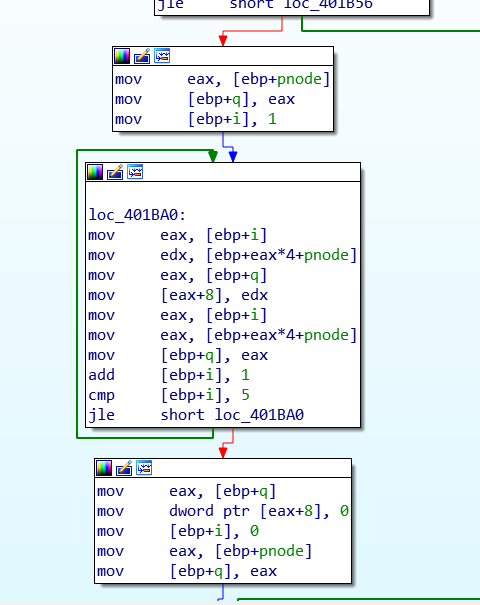 jle     short loc_401B56
mov     eax, [ebp+pnode]
mov     [ebp+q], eax
mov     [ebp+i], 1
loc_401BA0:
mov     eax, [ebp+i]
mov     edx, [ebp+eax*4+pnode]
mov     eax, [ebp+q]
mov     [eax+8], edx
mov     eax, [ebp+i]
mov     eax, [ebp+eax*4+pnode]
mov     [ebp+q], eax
add     [ebp+i], 1
cmp     [ebp+i], 5
jle     short loc_401BA0
mov     eax, [ebp+q]
mov     dword ptr [eax+8], 0
mov     [ebp+i], 0
mov     eax, [ebp+pnode]
mov     [ebp+q], eax